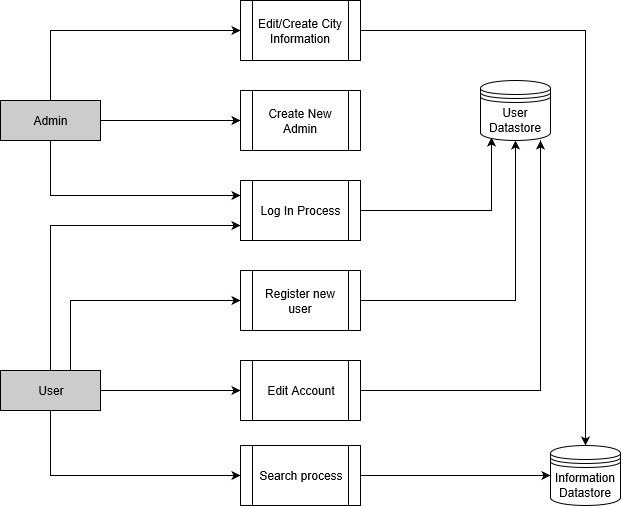 Edit/Create City
Information
Admin
Create New
Admin
User
Datastore
Log In Process
Register new
user
User
Edit Account
Search process
Information
Datastore